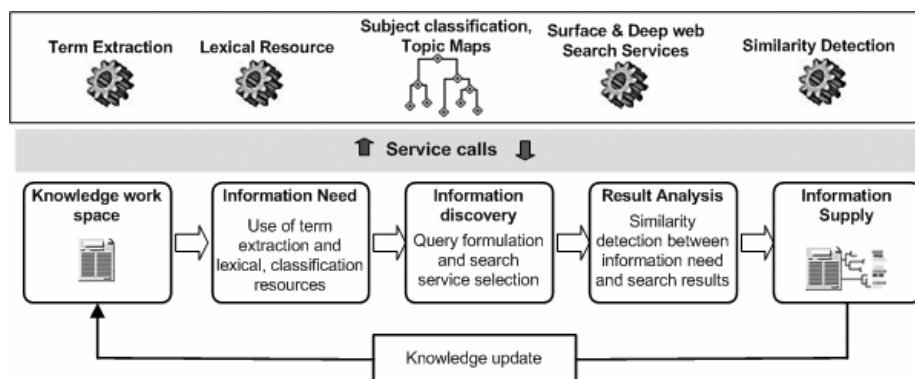 Term Extraction
Lexical Resource
Subject classification,
Topic Maps
Surface & Deep web
Search Services
Similarity Detection
Service calls
Knowledge work
space
Information Need
Use of term
extraction and
lexical, classification
resources
Information
discovery
Query formulation
and search
service selection
Result Analysis
Similarity
detection between
information need
and search results
Information
Supply
Knowledge update